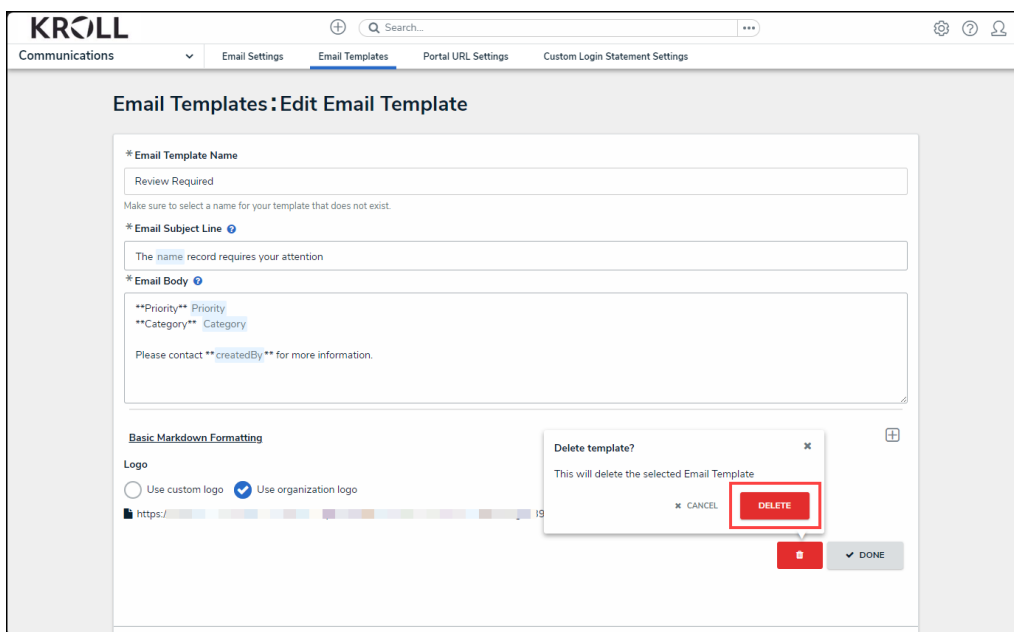 KROLL
Search...
Communications
Email Settings
Email Templates
Portal URL Settings
Custom Login Statement Settings
Email Templates: Edit Email Template
* Email Template Name
Review Required
Make sure to select a name for your template that does not exist.
* Email Subject Line
The name record requires your attention
* Email Body
**Priority** Priority
**Category** Category
Please contact **createdBy** for more information.
Basic Markdown Formatting
Logo
Use custom logo Use organization logo
https:/
Delete template?
This will delete the selected Email Template
CANCEL
DELETE
DONE